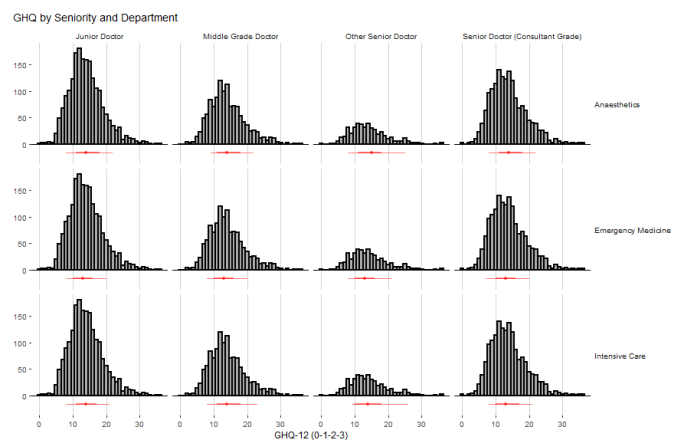 GHQ by Seniority and Department
Junior Doctor Middle Grade Doctor Other Senior Doctor Senior Doctor (Consultant Grade)
150
100
50
0
Anaesthetics
150
100
50
0
Emergency Medicine
150
100
50
0
Intensive Care
0 10 20 30 0 10 20 30 0 10 20 30 0 10 20 30
GHQ-12 (0-1-2-3)